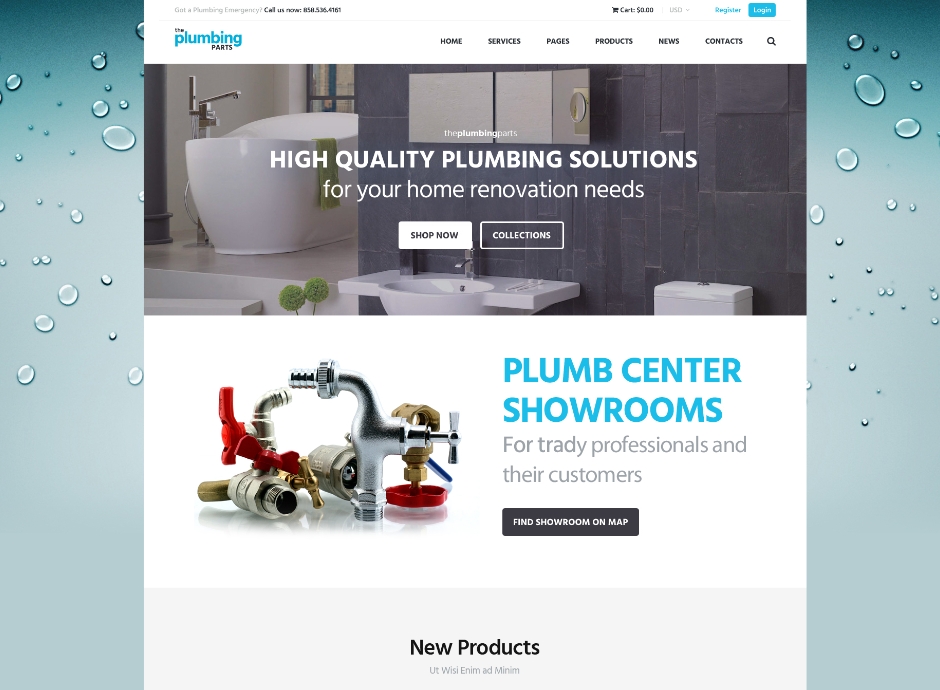 Got a Plumbing Emergency? Call us now: 858.536.4161
Cart: $0.00
USD
Register
Login
the
plumbing
PARTS
HOME SERVICES PAGES PRODUCTS NEWS CONTACTS
theplumbingparts
HIGH QUALITY PLUMBING SOLUTIONS
for your home renovation needs
SHOP NOW
COLLECTIONS
PLUMB CENTER
SHOWROOMS
For trady professionals and
their customers
FIND SHOWROOM ON MAP
New Products
Ut Wisi Enim ad Minim